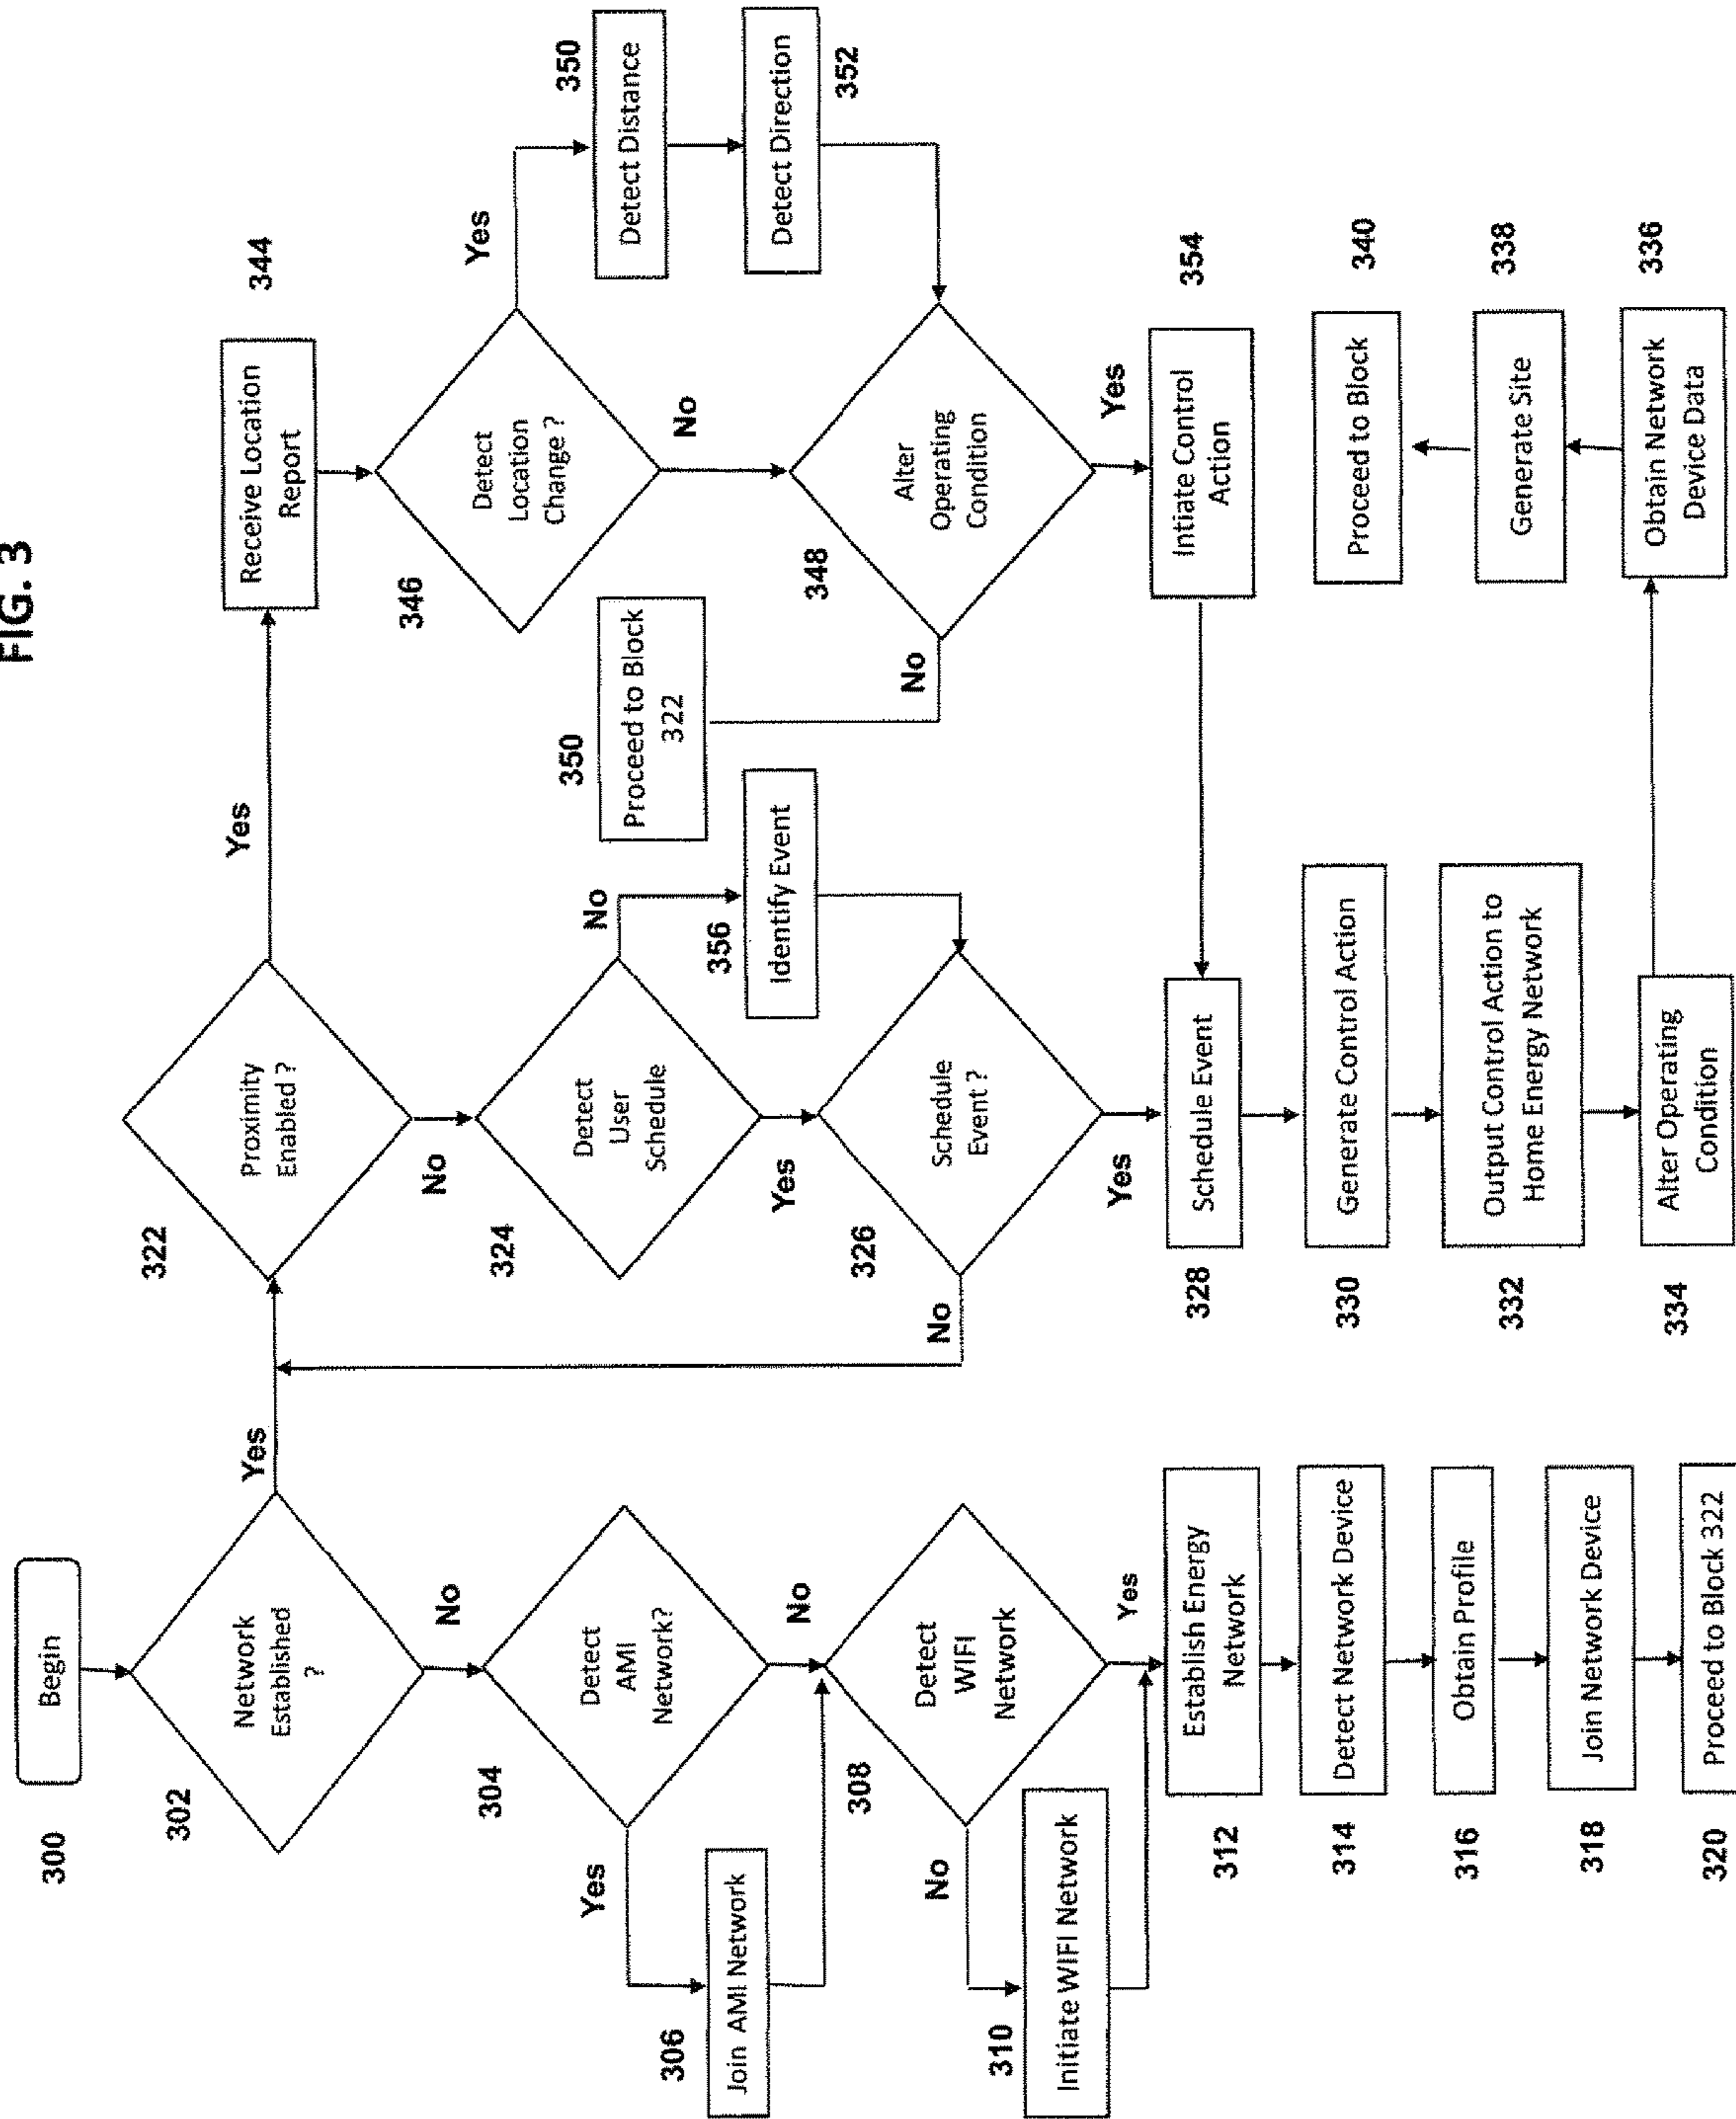 FIG. 3
300
Begin
302
Network
Established
?
Yes
No
304
Detect
AMI
Network?
Yes
No
306
Join AMI Network
308
Detect
WIFI
Network
No
Yes
310
Initiate WIFI Network
312
Establish Energy
Network
314
Detect Network Device
316
Obtain Profile
318
Join Network Device
320
Proceed to Block 322
322
Proximity
Enabled ?
Yes
No
324
Detect
User
Schedule
No
Yes
356
Identify Event
326
Schedule
Event ?
No
Yes
328
Schedule Event
330
Generate Control Action
332
Output Control Action to
Home Energy Network
334
Alter Operating
Condition
344
Receive Location
Report
346
Detect
Location
Change ?
Yes
No
350
Detect Distance
352
Detect Direction
348
Alter
Operating
Condition
No
Yes
350
Proceed to Block
322
354
Intiate Control
Action
340
Proceed to Block
338
Generate Site
336
Obtain Network
Device Data